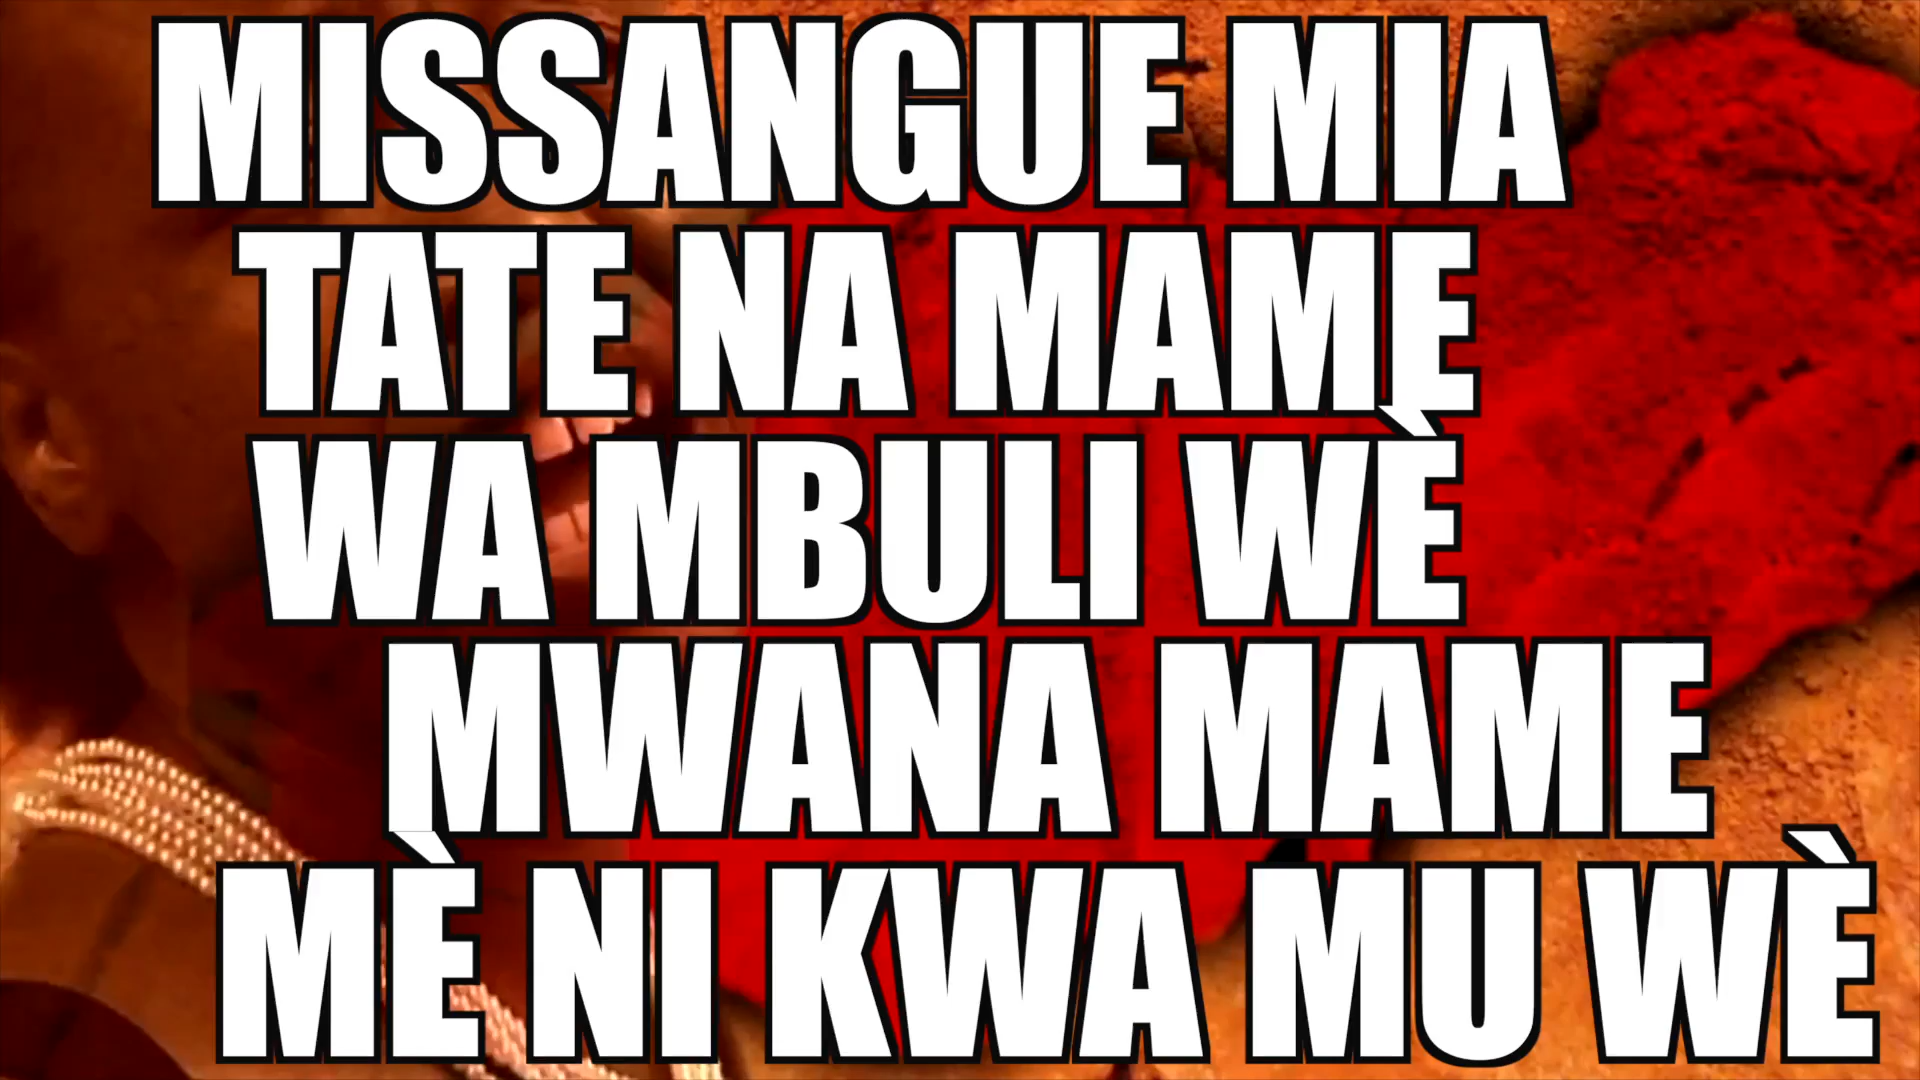 MISSANGUE MIA
TATE NA MAME
WA MBULI WÈ
MWANA MAME
MÈ NI KWA MU WÈ